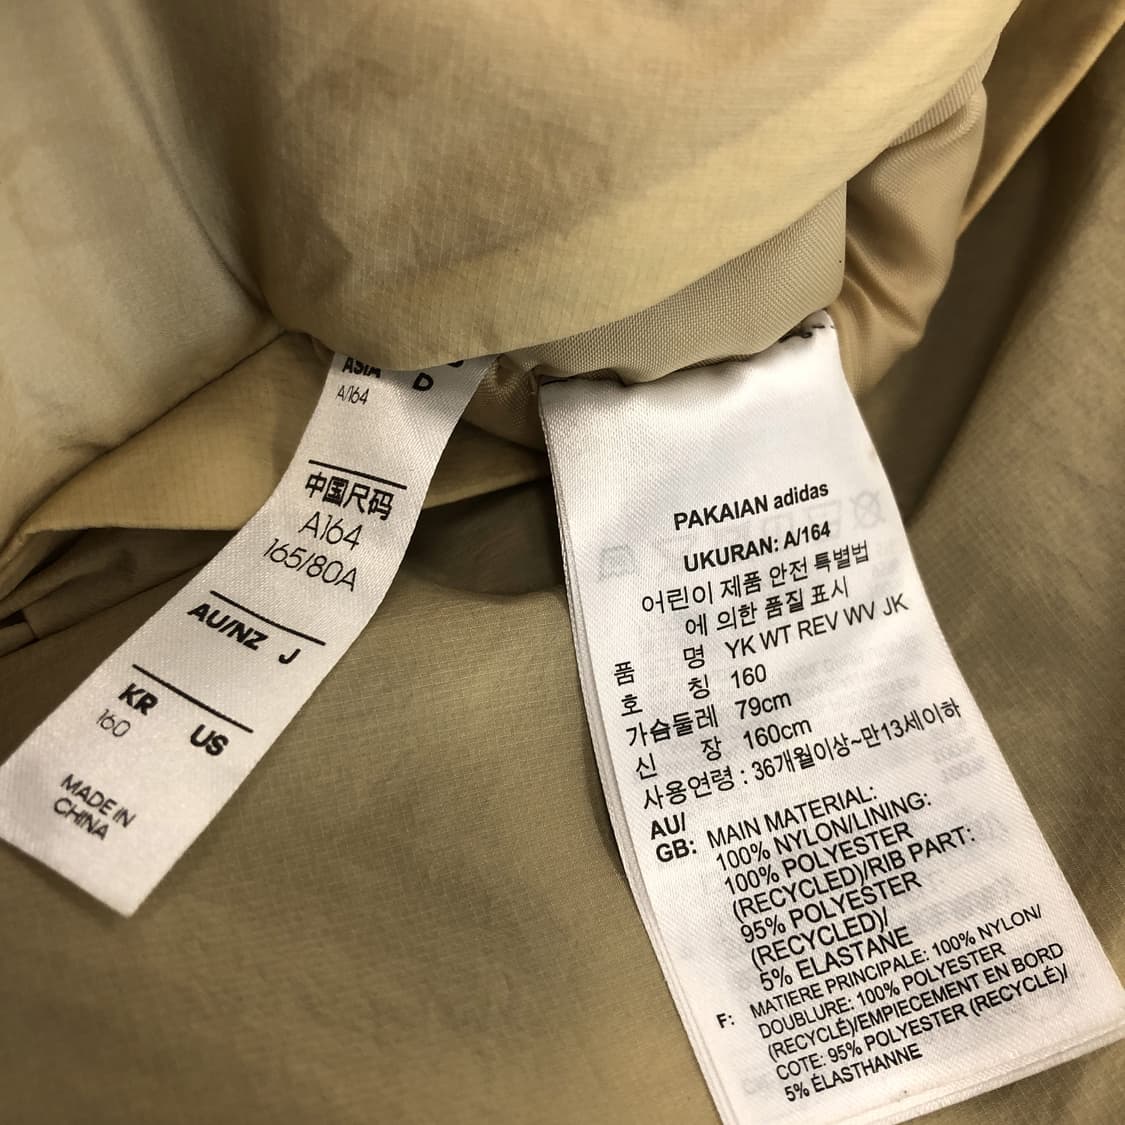 ASIA D
A/164
中国尺码
A164
165/80A
AU/NZ J
KR
160
US
MADE IN
CHINA
PAKAIAN adidas
UKURAN: A/164
어린이 제품 안전 특별법
에 의한 품질 표시
품 명 YK WT REV WV JK
호 칭 160
가슴둘레 79cm
신 장 160cm
사용연령 : 36개월이상~만13세이하
AU/
GB: MAIN MATERIAL:
100% NYLON/LINING:
100% POLYESTER
(RECYCLED)/RIB PART:
95% POLYESTER
(RECYCLED)/
5% ELASTANE
F: MATIERE PRINCIPALE: 100% NYLON/
DOUBLURE: 100% POLYESTER
(RECYCLÉ)/EMPIECEMENT EN BORD
COTE: 95% POLYESTER (RECYCLÉ)/
5% ÉLASTHANNE